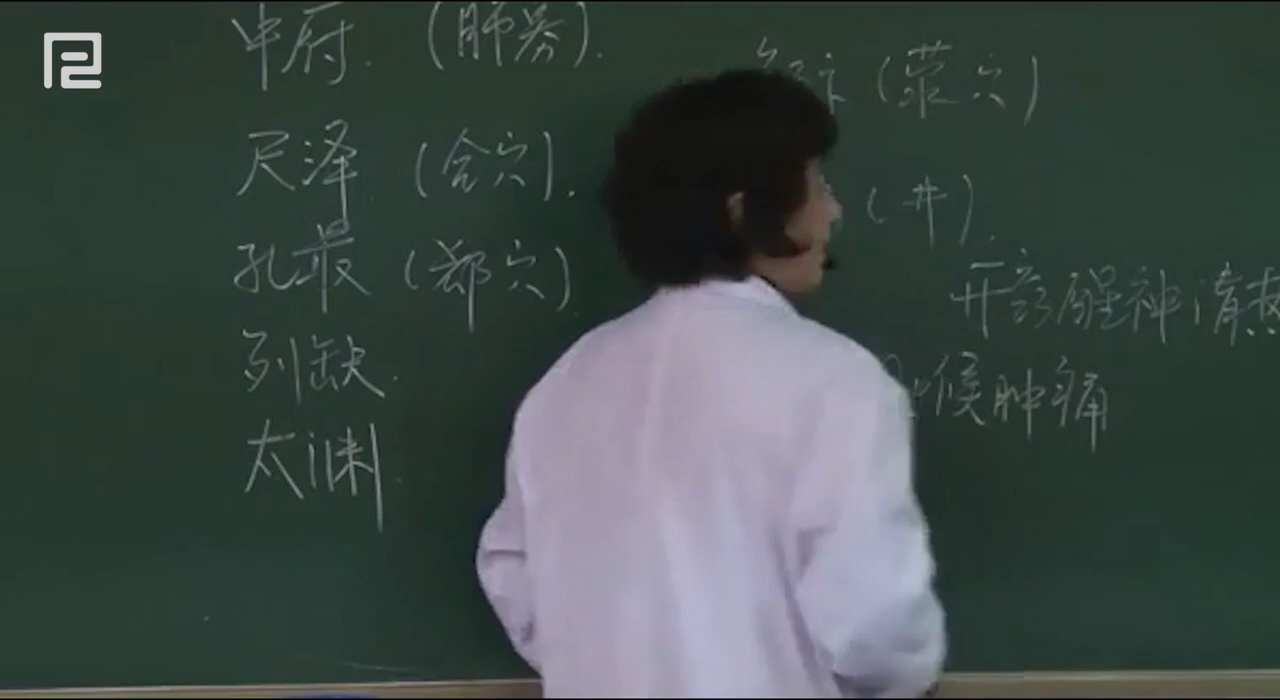 中府.（肺募）.
尺泽（合穴）.
孔最（郄穴）
列缺.
太渊.
（荥穴）
（井）.
开窍醒神清热
喉肿痛